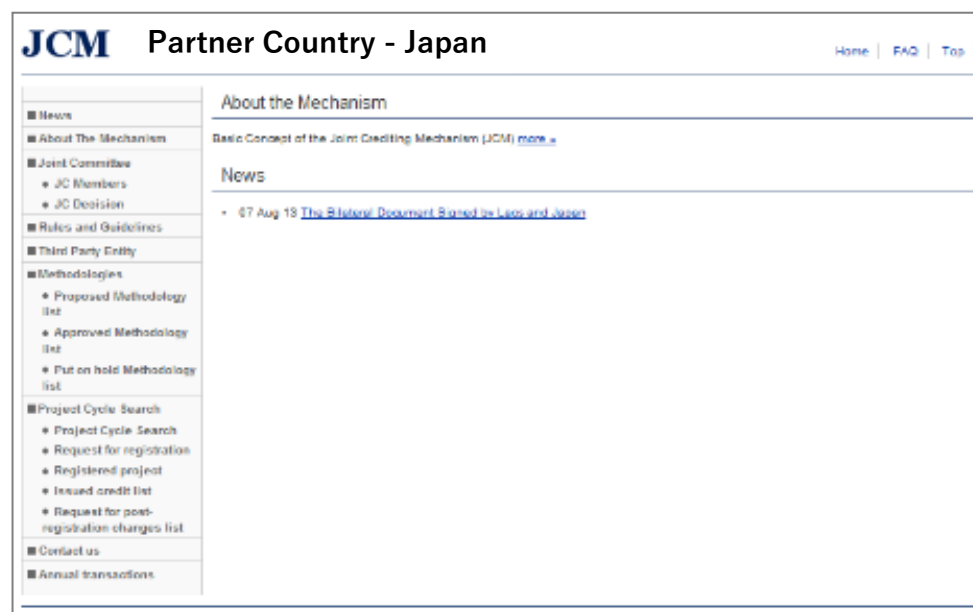 JCM Partner Country - Japan
Home | FAQ | Top
■ News
■ About The Mechanism
■ Joint Committee
● JC Members
● JC Decision
■ Rules and Guidelines
■ Third Party Entity
■ Methodologies
● Proposed Methodology
list
● Approved Methodology
list
● Put on hold Methodology
list
■ Project Cycle Search
● Project Cycle Search
● Request for registration
● Registered project
● Issued credit list
● Request for post-
registration changes list
■ Contact us
■ Annual transactions
About the Mechanism
Basic Concept of the Joint Crediting Mechanism (JCM) more »
News
• 07 Aug 13 The Bilateral Document Signed by Laos and Japan